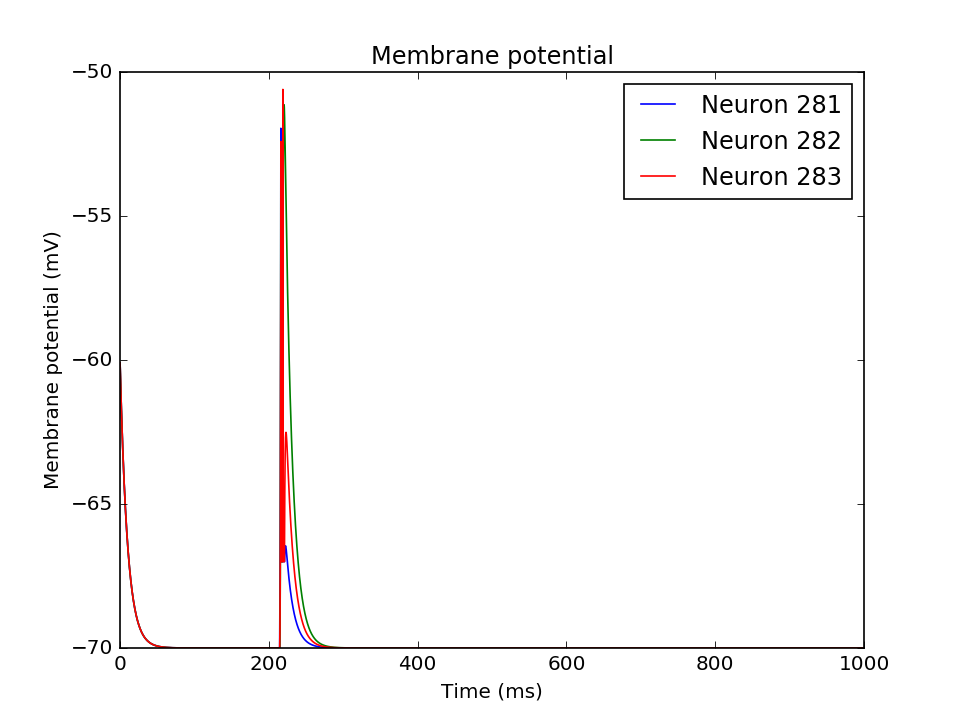 Membrane potential
−50
−55
−60
−65
−70
Membrane potential (mV)
Neuron 281
Neuron 282
Neuron 283
0 200 400 600 800 1000
Time (ms)